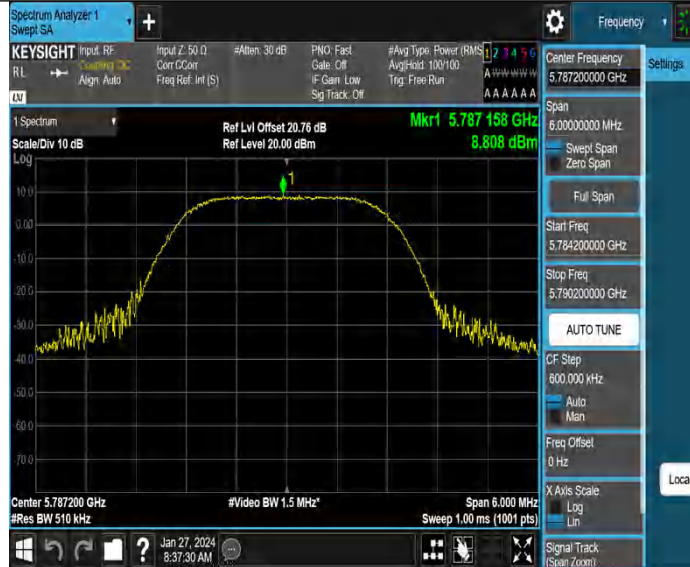 Spectrum Analyzer 1
Swept SA
+
Frequency
KEYSIGHT Input: RF
RL
Coupling: DC
Align: Auto
Input Z: 50 Ω
Corr CCorr
Freq Ref: Int (S)
#Atten: 30 dB
PNO: Fast
Gate: Off
IF Gain: Low
Sig Track: Off
#Avg Type: Power (RMS
Avg|Hold: 100/100
Trig: Free Run
1 2 3 4 5 6
A W W W W W
A A A A A A
LXI
1 Spectrum
Scale/Div 10 dB
Log
Ref Lvl Offset 20.76 dB
Ref Level 20.00 dBm
Mkr1 5.787 158 GHz
8.808 dBm
1
10.0
0.00
-10.0
-20.0
-30.0
-40.0
-50.0
-60.0
-70.0
Center 5.787200 GHz
#Res BW 510 kHz
#Video BW 1.5 MHz*
Span 6.000 MHz
Sweep 1.00 ms (1001 pts)
?
Jan 27, 2024
8:37:30 AM
Center Frequency
5.787200000 GHz
Settings
Span
6.00000000 MHz
Swept Span
Zero Span
Full Span
Start Freq
5.784200000 GHz
Stop Freq
5.790200000 GHz
AUTO TUNE
CF Step
600.000 kHz
Auto
Man
Freq Offset
0 Hz
X Axis Scale
Log
Lin
Loca
Signal Track
(Span Zoom)